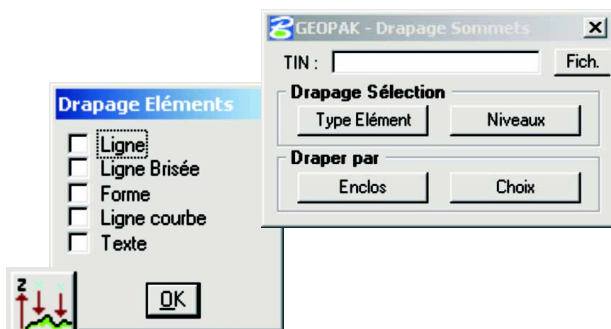 GEOPAK - Drapage Sommets
TIN :
Fich.
Drapage Sélection
Type Elément
Niveaux
Draper par
Enclos
Choix
Drapage Eléments
Ligne
Ligne Brisée
Forme
Ligne courbe
Texte
OK
Z